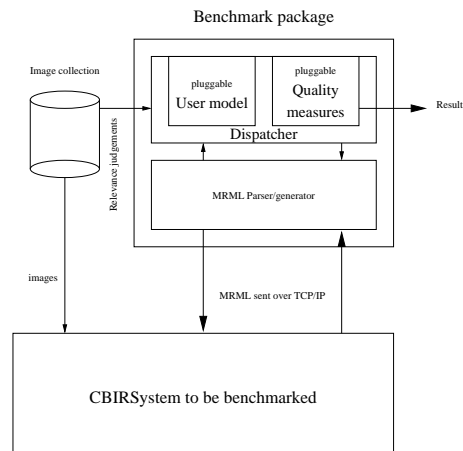 Benchmark package
Image collection
pluggable
User model
pluggable
Quality
measures
Result
Dispatcher
Relevance judgements
MRML Parser/generator
images
MRML sent over TCP/IP
CBIRSystem to be benchmarked